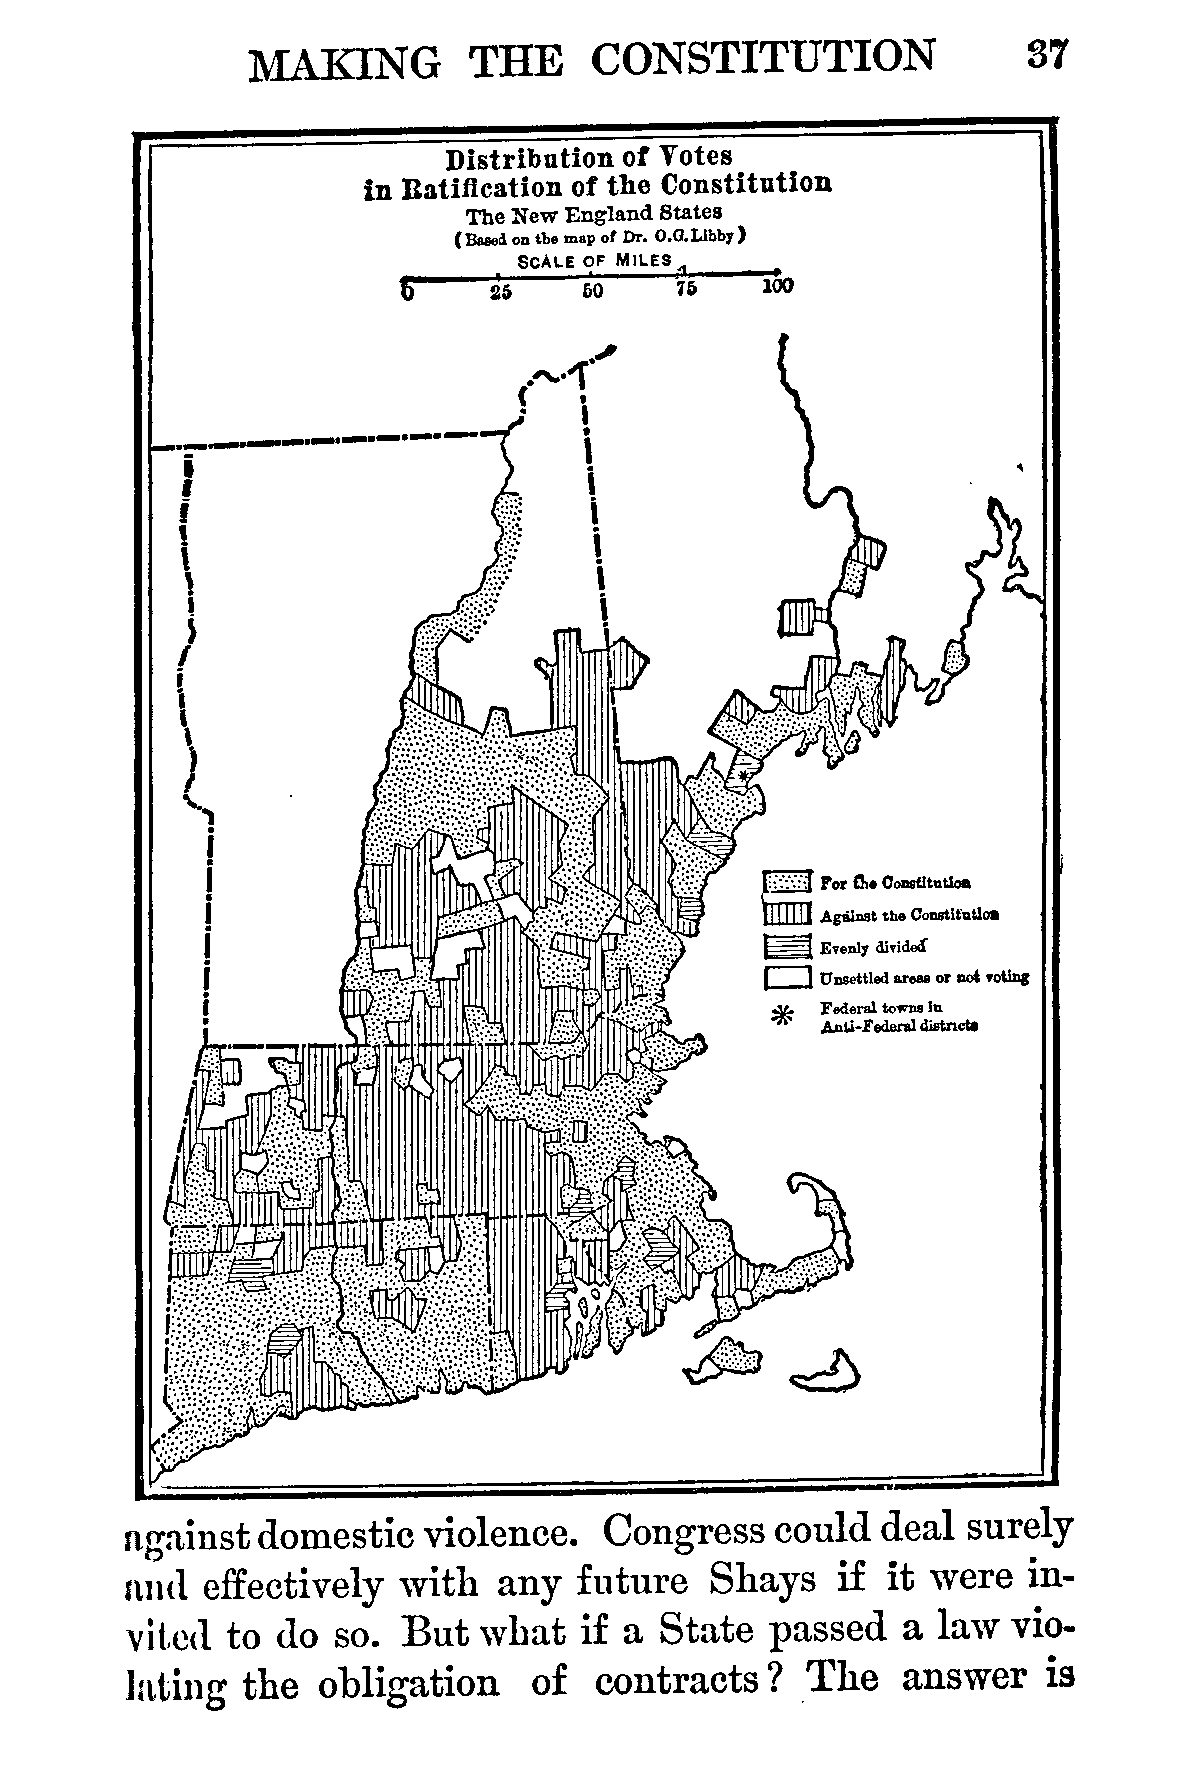 MAKING THE CONSTITUTION 37
Distribution of Votes
in Ratification of the Constitution
The New England States
(Based on the map of Dr. O.G. Libby)
SCALE OF MILES
0 25 50 75 100
For the Constitution
Against the Constitution
Evenly divided
Unsettled areas or not voting
Federal towns in
Anti-Federal districts
against domestic violence. Congress could deal surely
and effectively with any future Shays if it were in-
vited to do so. But what if a State passed a law vio-
lating the obligation of contracts? The answer is